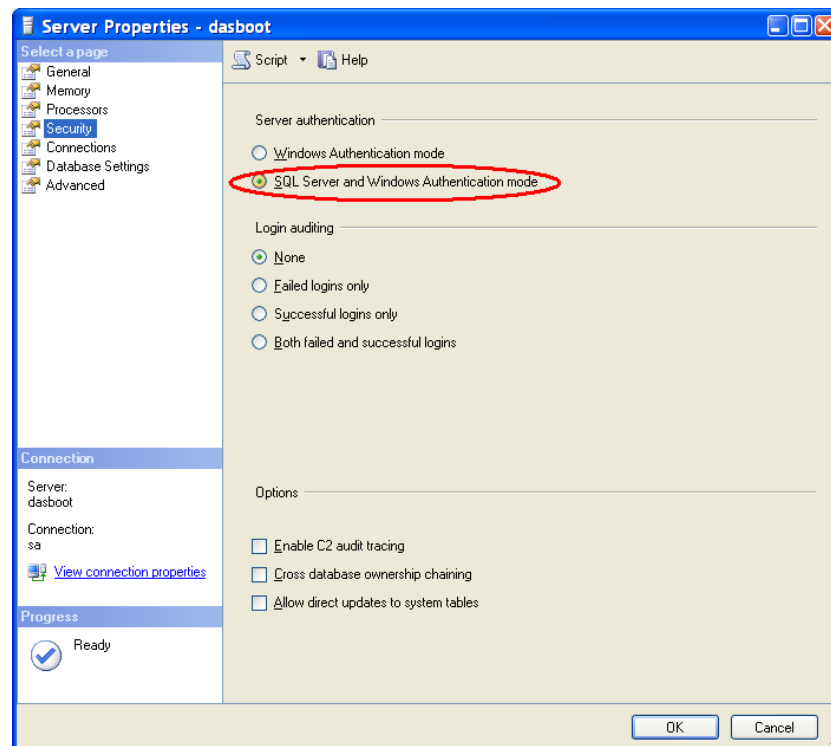 Server Properties - dasboot
Select a page
General
Memory
Processors
Security
Connections
Database Settings
Advanced
Script Help
Server authentication
Windows Authentication mode
SQL Server and Windows Authentication mode
Login auditing
None
Failed logins only
Successful logins only
Both failed and successful logins
Connection
Server:
dasboot
Connection:
sa
View connection properties
Options
Enable C2 audit tracing
Cross database ownership chaining
Allow direct updates to system tables
Progress
Ready
OK Cancel